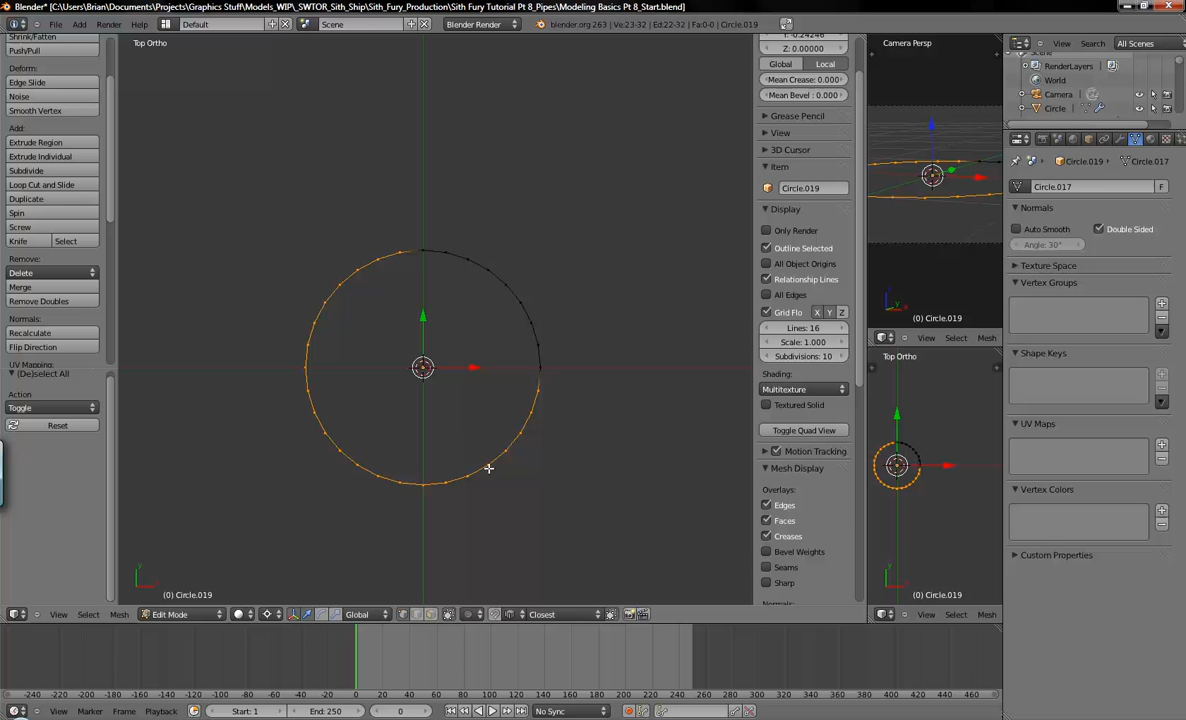 Blender* [C:\Users\Brian\Documents\Projects\Graphics Stuff\Models_WIP\_SWTOR_Sith_Ship\Sith_Fury_Production\Sith Fury Tutorial Pt 8_Pipes\Modeling Basics Pt 8_Start.blend]
File Add Render Help Default Scene Blender Render blender.org 263 | Ve:23-32 | Ed:22-32 | Fa:0-0 | Circle.019
Shrink/Fatten
Push/Pull
Deform:
Edge Slide
Noise
Smooth Vertex
Add:
Extrude Region
Extrude Individual
Subdivide
Loop Cut and Slide
Duplicate
Spin
Screw
Knife Select
Remove:
Delete
Merge
Remove Doubles
Normals:
Recalculate
Flip Direction
UV Mapping:
(De)select All
Action
Toggle
Reset
Top Ortho
(0) Circle.019
View Select Mesh Edit Mode Global Closest
Z: 0.00000
Global Local
Mean Crease: 0.000
Mean Bevel : 0.000
Grease Pencil
View
3D Cursor
Item
Circle.019
Display
Only Render
Outline Selected
All Object Origins
Relationship Lines
All Edges
Grid Flo X Y Z
Lines: 16
Scale: 1.000
Subdivisions: 10
Shading:
Multitexture
Textured Solid
Toggle Quad View
Motion Tracking
Mesh Display
Overlays:
Edges
Faces
Creases
Bevel Weights
Seams
Sharp
Camera Persp
(0) Circle.019
View Select Mesh
Top Ortho
(0) Circle.019
View Select Mesh
View Search All Scenes
RenderLayers
World
Camera
Circle
Circle.019 Circle.017
Circle.017 F
Normals
Auto Smooth Double Sided
Angle: 30°
Texture Space
Vertex Groups
Shape Keys
UV Maps
Vertex Colors
Custom Properties
-240 -220 -200 -180 -160 -140 -120 -100 -80 -60 -40 -20 0 20 40 60 80 100 120 140 160 180 200 220 240 260 280 300 320 340 360 380 400 420 440 460
View Marker Frame Playback Start: 1 End: 250 0 No Sync